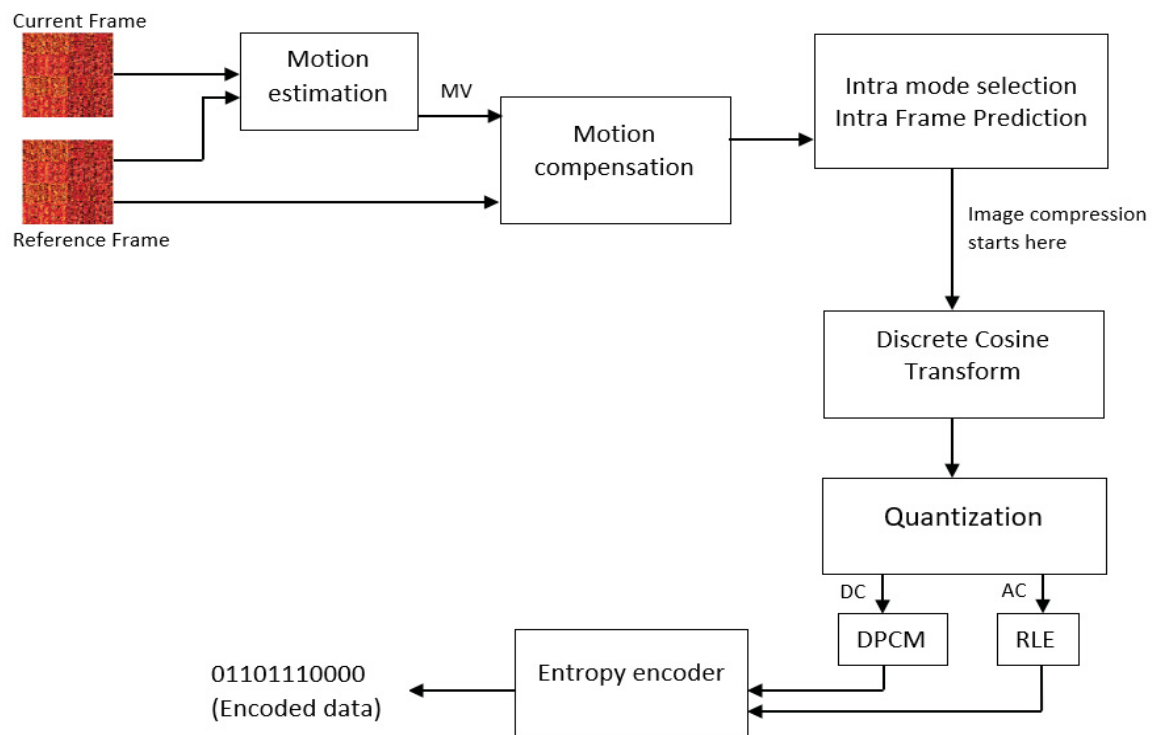 Current Frame
Motion
estimation
MV
Reference Frame
Motion
compensation
Intra mode selection
Intra Frame Prediction
Image compression
starts here
Discrete Cosine
Transform
Quantization
DC
AC
DPCM
RLE
Entropy encoder
01101110000
(Encoded data)